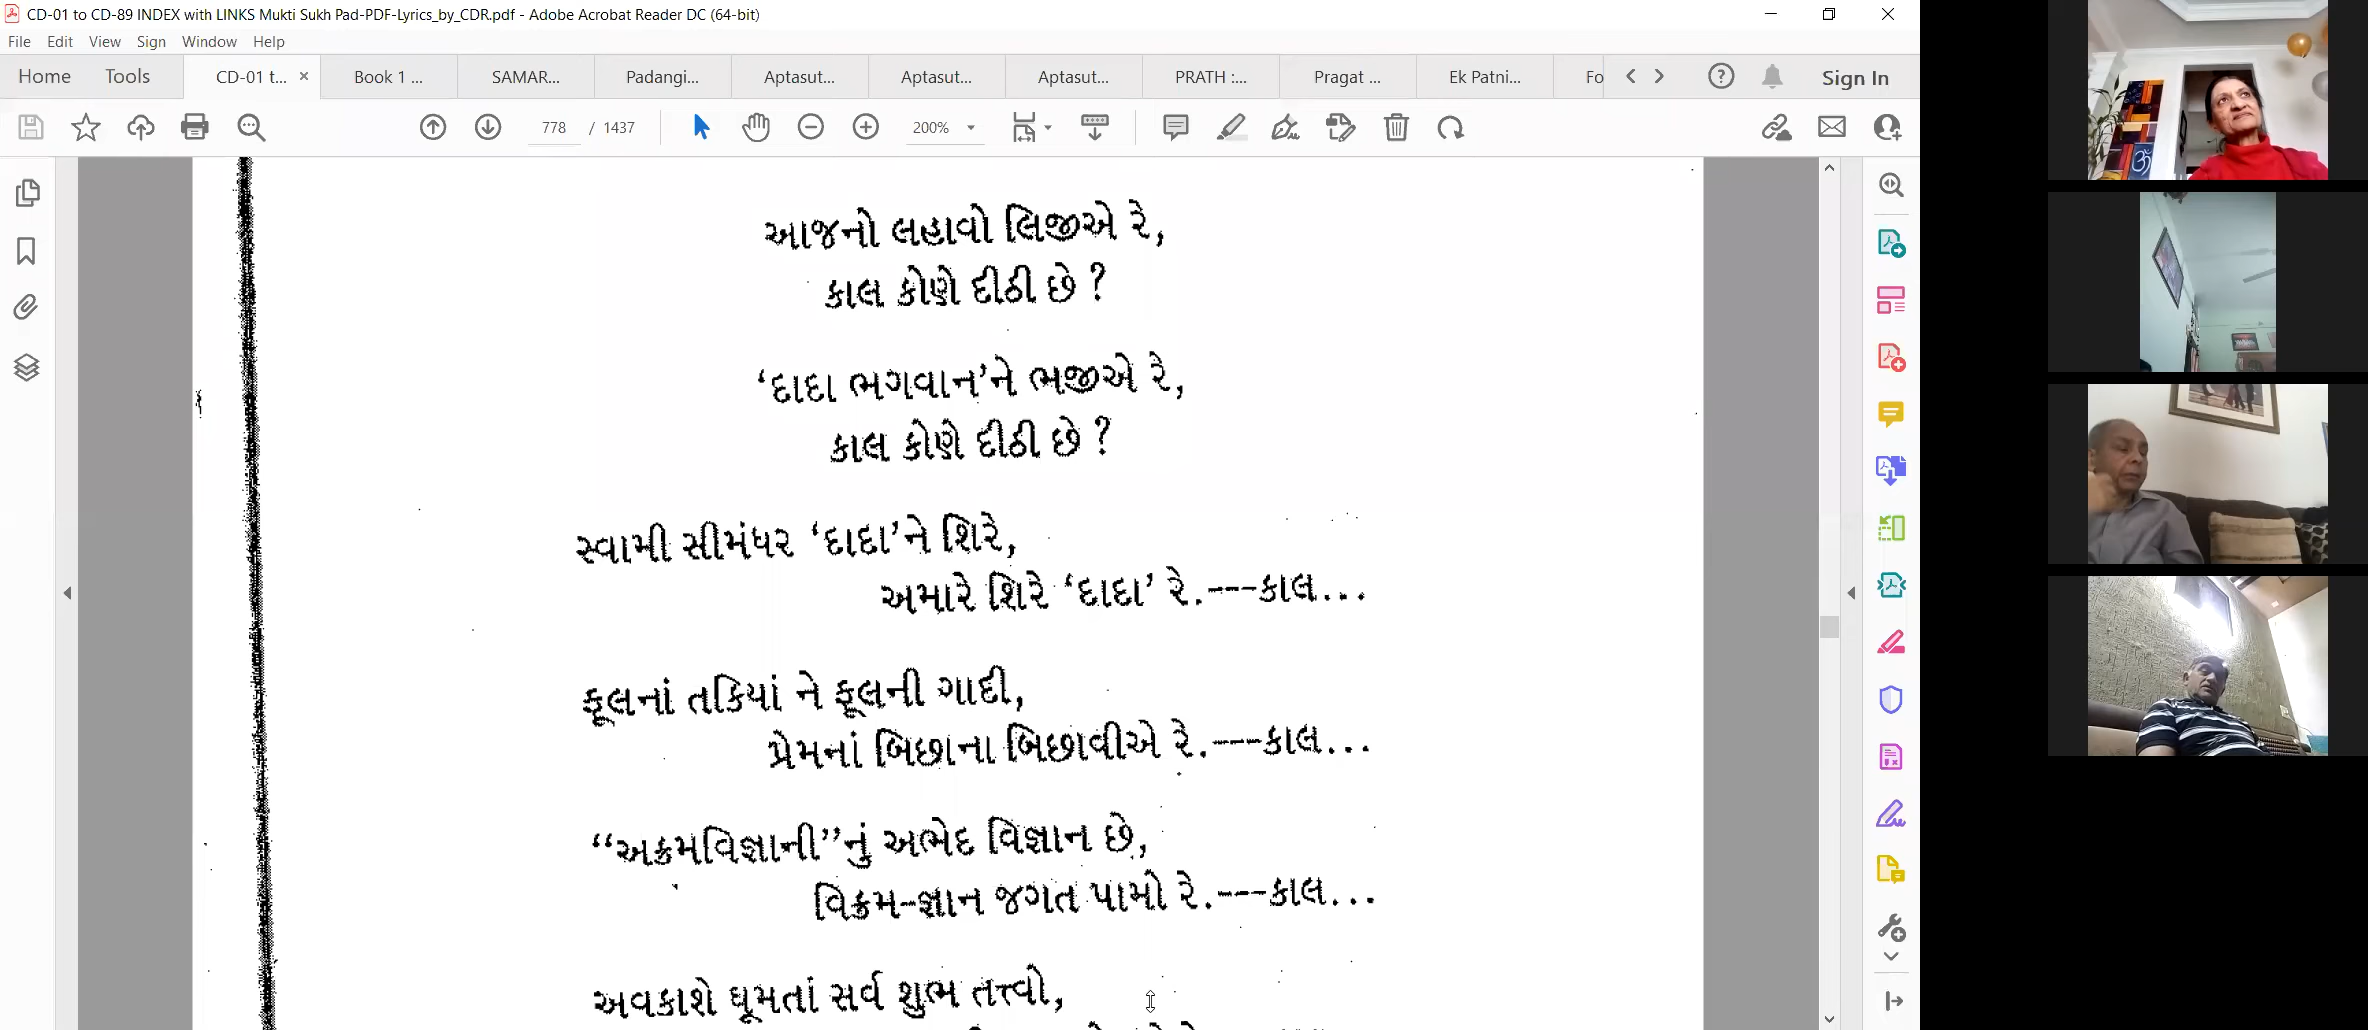 CD-01 to CD-89 INDEX with LINKS Mukti Sukh Pad-PDF-Lyrics_by_CDR.pdf - Adobe Acrobat Reader DC (64-bit)
File Edit View Sign Window Help
Home Tools CD-01 t... × Book 1 ... SAMAR... Padangi... Aptasut... Aptasut... Aptasut... PRATH :... Pragat ... Ek Patni... Fo Sign In
778 / 1437 200%
આજનો લહાવો લિજીએ રે,
કાલ કોણે દીઠી છે ?
‘દાદા ભગવાન’ને ભજીએ રે,
કાલ કોણે દીઠી છે ?
સ્વામી સીમંધર ‘દાદા’ને શિરે,
અમારે શિરે ‘દાદા’ રે.---કાલ...
ફૂલનાં તકિયાં ને ફૂલની ગાદી,
પ્રેમનાં બિછાના બિછાવીએ રે.---કાલ...
“અક્રમવિજ્ઞાની”નું અભેદ વિજ્ઞાન છે,
વિક્રમ-જ્ઞાન જગત પામો રે.---કાલ...
અવકાશે ઘૂમતાં સર્વ શુભ તત્ત્વો,
ૐ